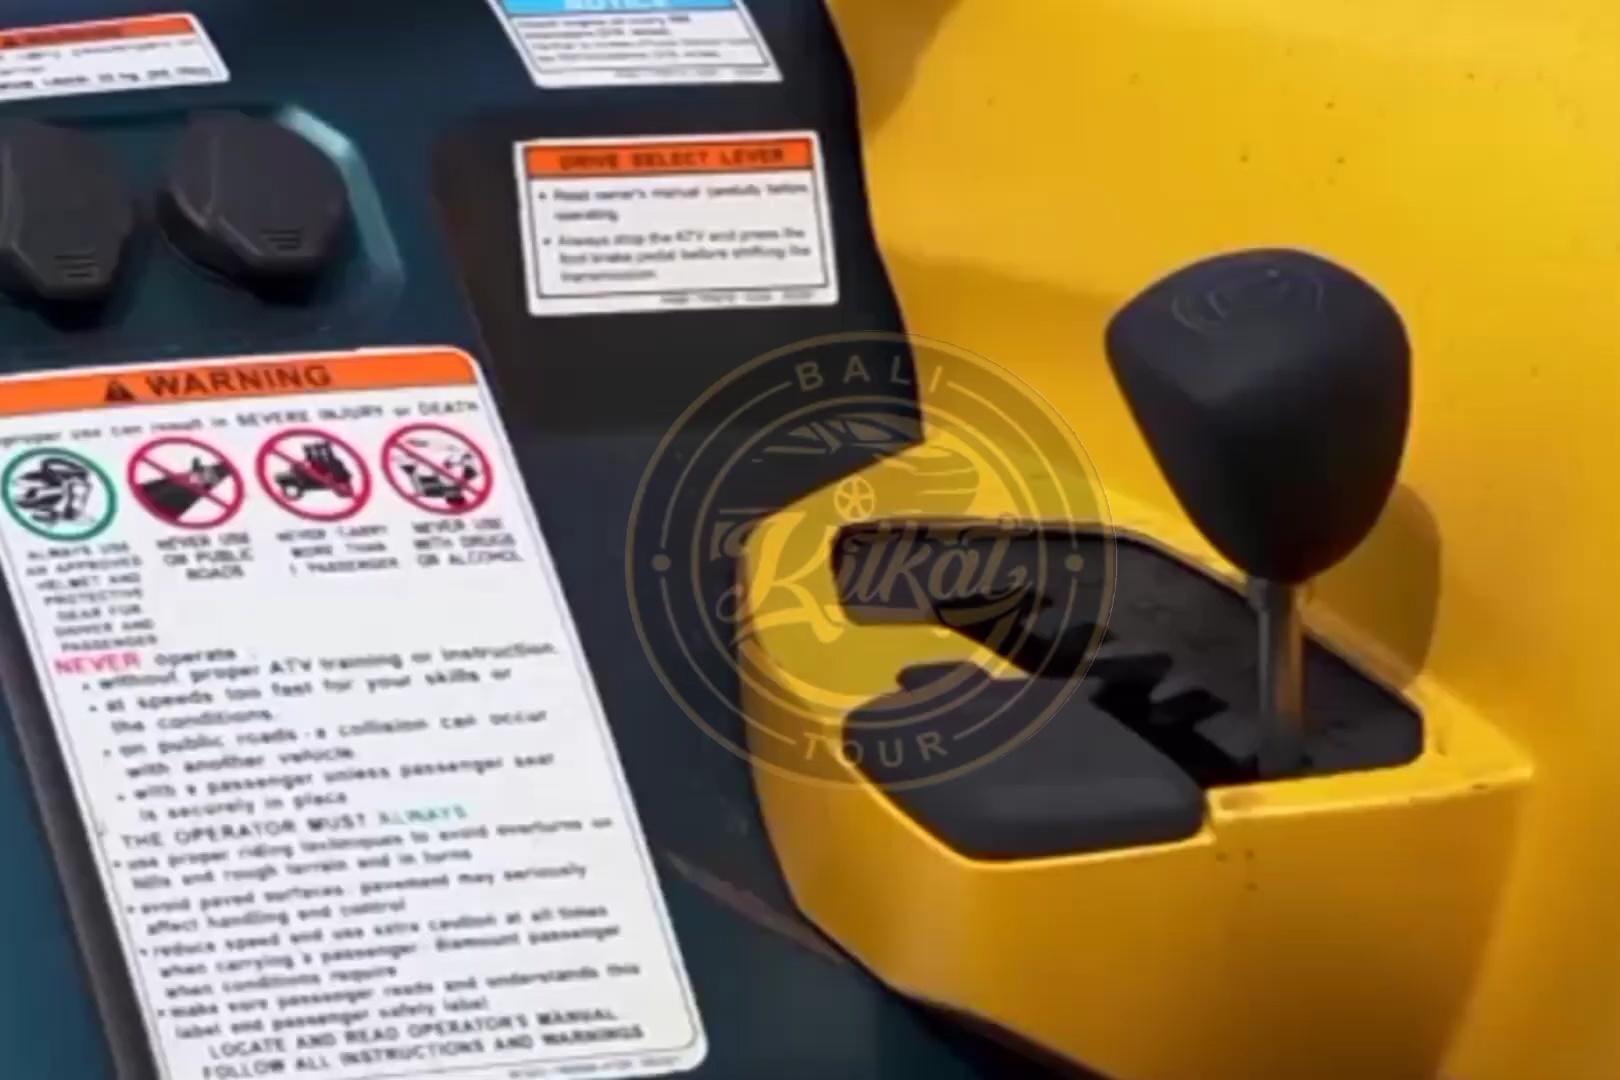 NOTICE
DRIVE SELECT LEVER
• Read owner's manual carefully before
operating.
• Always stop the ATV and press the
foot brake pedal before shifting the
transmission.
WARNING
improper use can result in SEVERE INJURY or DEATH
ALWAYS USE
AN APPROVED
HELMET AND
PROTECTIVE
GEAR FOR
DRIVER AND
PASSENGER
NEVER USE
ON PUBLIC
ROADS
NEVER CARRY
MORE THAN
1 PASSENGER
NEVER USE
WITH DRUGS
OR ALCOHOL
NEVER operate:
• without proper ATV training or instruction
• at speeds too fast for your skills or
the conditions.
• on public roads - a collision can occur
with another vehicle
• with a passenger unless passenger seat
is securely in place
THE OPERATOR MUST ALWAYS
• use proper riding techniques to avoid overturns on
hills and rough terrain and in turns
• avoid paved surfaces - pavement may seriously
affect handling and control
• reduce speed and use extra caution at all times
when carrying a passenger - dismount passenger
when conditions require
• make sure passenger reads and understands this
label and passenger safety label
LOCATE AND READ OPERATOR'S MANUAL
FOLLOW ALL INSTRUCTIONS AND WARNINGS
BALI
Kitkat
TOUR